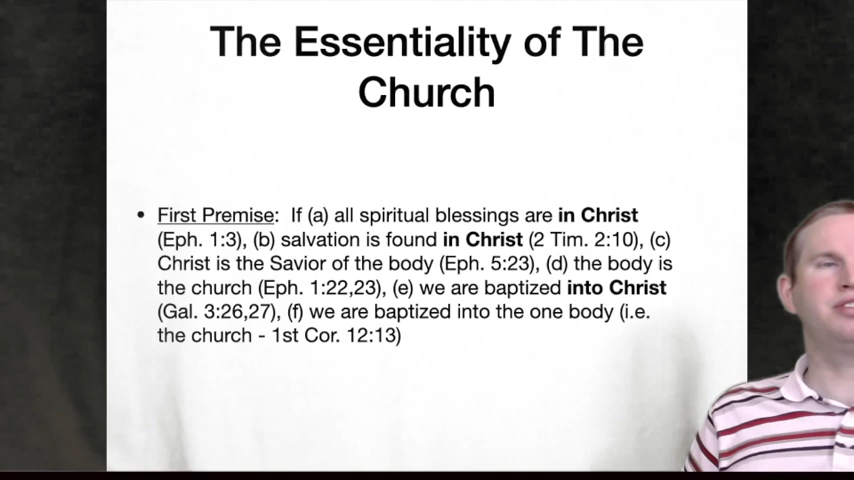 The Essentiality of The
Church
• First Premise: If (a) all spiritual blessings are in Christ
(Eph. 1:3), (b) salvation is found in Christ (2 Tim. 2:10), (c)
Christ is the Savior of the body (Eph. 5:23), (d) the body is
the church (Eph. 1:22,23), (e) we are baptized into Christ
(Gal. 3:26,27), (f) we are baptized into the one body (i.e.
the church - 1st Cor. 12:13)